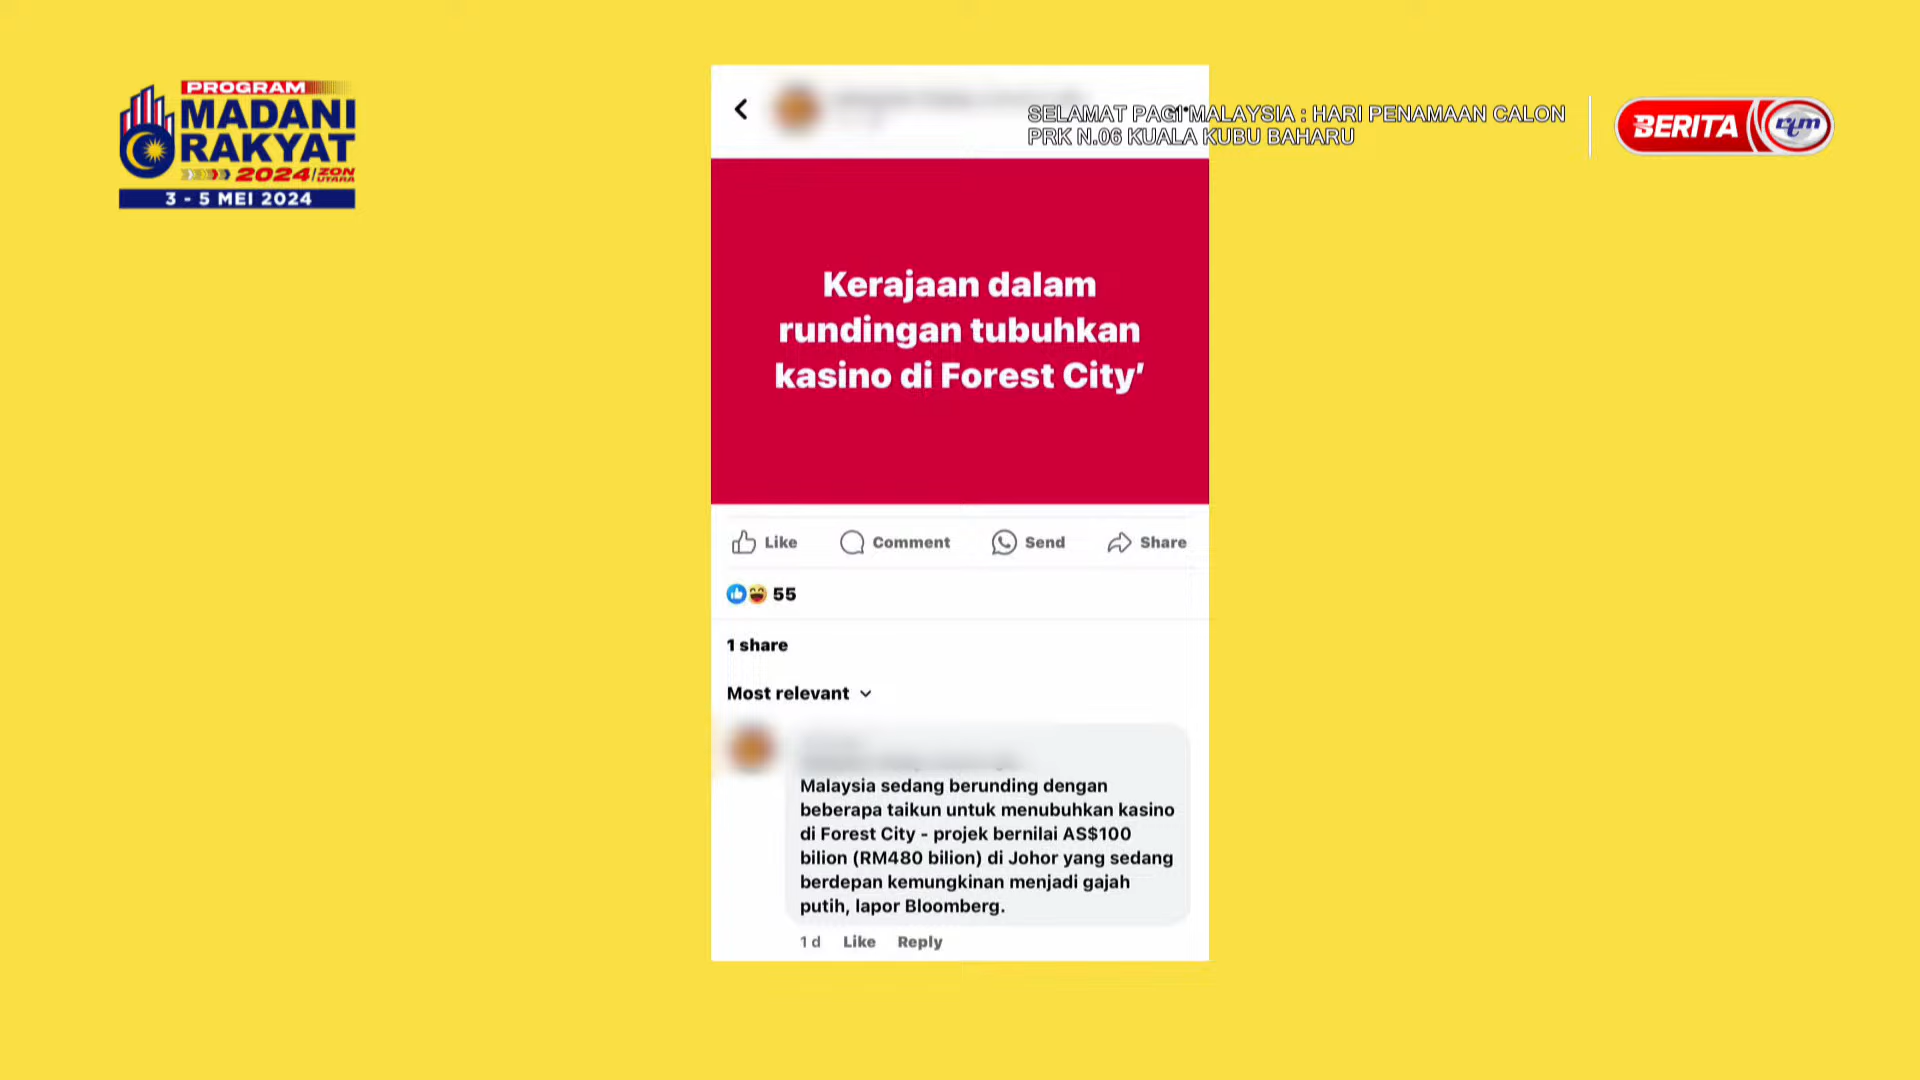 PROGRAM
MADANI
RAKYAT
2024/ZON UTARA
3 - 5 MEI 2024
SELAMAT PAGI MALAYSIA : HARI PENAMAAN CALON
PRK N.06 KUALA KUBU BAHARU
BERITA rtm
Kerajaan dalam
rundingan tubuhkan
kasino di Forest City’
Like Comment Send Share
55
1 share
Most relevant
Malaysia sedang berunding dengan
beberapa taikun untuk menubuhkan kasino
di Forest City - projek bernilai AS$100
bilion (RM480 bilion) di Johor yang sedang
berdepan kemungkinan menjadi gajah
putih, lapor Bloomberg.
1 d Like Reply